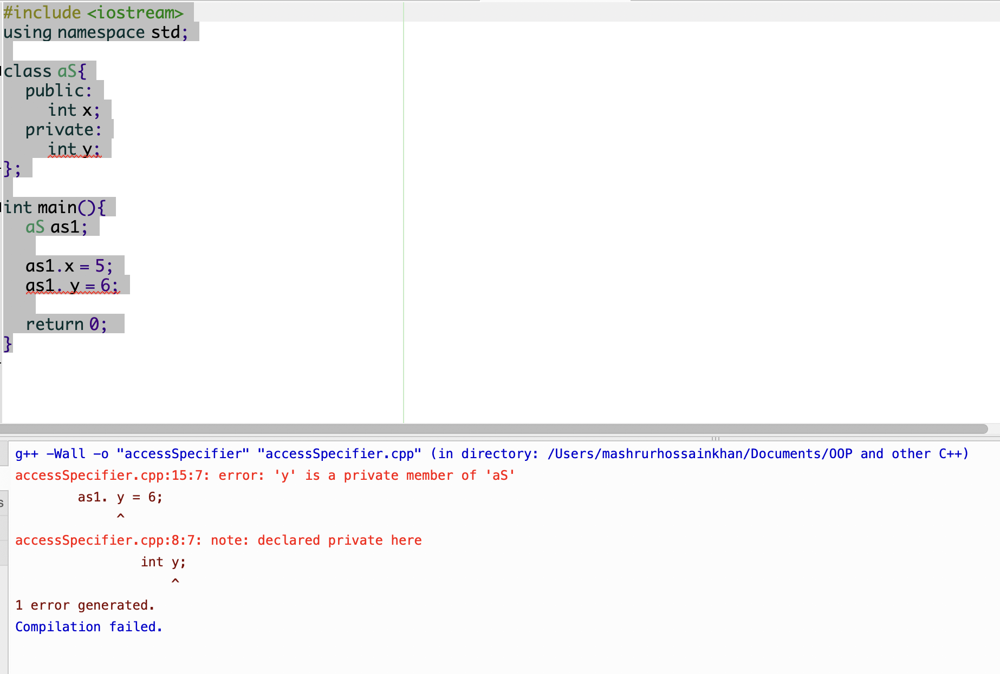 #include <iostream>
using namespace std;
class aS{
public:
int x;
private:
int y;
};
int main(){
aS as1;
as1.x = 5;
as1. y = 6;
return 0;
}
g++ -Wall -o "accessSpecifier" "accessSpecifier.cpp" (in directory: /Users/mashrurhossainkhan/Documents/OOP and other C++)
accessSpecifier.cpp:15:7: error: 'y' is a private member of 'aS'
as1. y = 6;
^
accessSpecifier.cpp:8:7: note: declared private here
int y;
^
1 error generated.
Compilation failed.
s